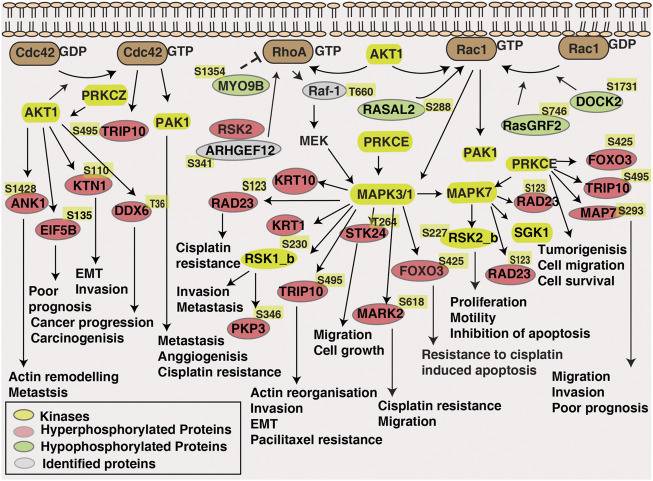 Cdc42 GDP
Cdc42 GTP
RhoA GTP
AKT1
Rac1 GTP
Rac1 GDP
S1354
MYO9B
Raf-1 T660
RASAL2 S288
S1731
DOCK2
S746
RasGRF2
PRKCZ
AKT1
S495 TRIP10
PAK1
RSK2
ARHGEF12
S341
MEK
PRKCE
PAK1
PRKCE
S425
FOXO3
S495
TRIP10
MAP7 S293
S110
KTN1
S1428
ANK1
S135
EIF5B
DDX6 T36
S123
RAD23
KRT10
MAPK3/1
MAPK7
S123
RAD23
KRT1
T264
STK24
S227
RSK2_b
SGK1
S123
RAD23
S230
RSK1_b
S495
TRIP10
FOXO3
S425
S346
PKP3
S618
MARK2
Cisplatin
resistance
Tumorigenisis
Cell migration
Cell survival
Poor
prognosis
Cancer progression
Carcinogenisis
EMT
Invasion
Invasion
Metastasis
Proliferation
Motility
Inhibition of apoptosis
Metastasis
Anggiogenisis
Cisplatin resistance
Migration
Cell growth
Resistance to cisplatin
induced apoptosis
Actin remodelling
Metastis
Actin reorganisation
Invasion
EMT
Pacilitaxel resistance
Cisplatin resistance
Migration
Migration
Invasion
Poor prognosis
Kinases
Hyperphosphorylated Proteins
Hypophosphorylated Proteins
Identified proteins